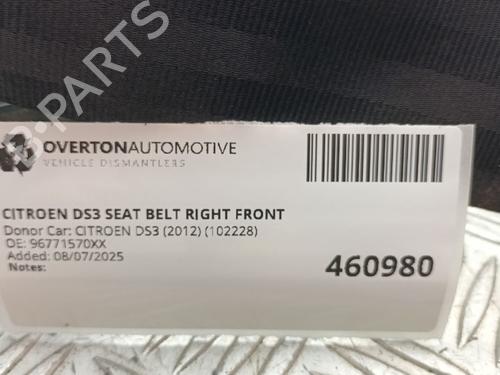 B-PARTS
OVERTONAUTOMOTIVE
VEHICLE DISMANTLERS
CITROEN DS3 SEAT BELT RIGHT FRONT
Donor Car: CITROEN DS3 (2012) (102228)
OE: 96771570XX
Added: 08/07/2025
Notes:
460980